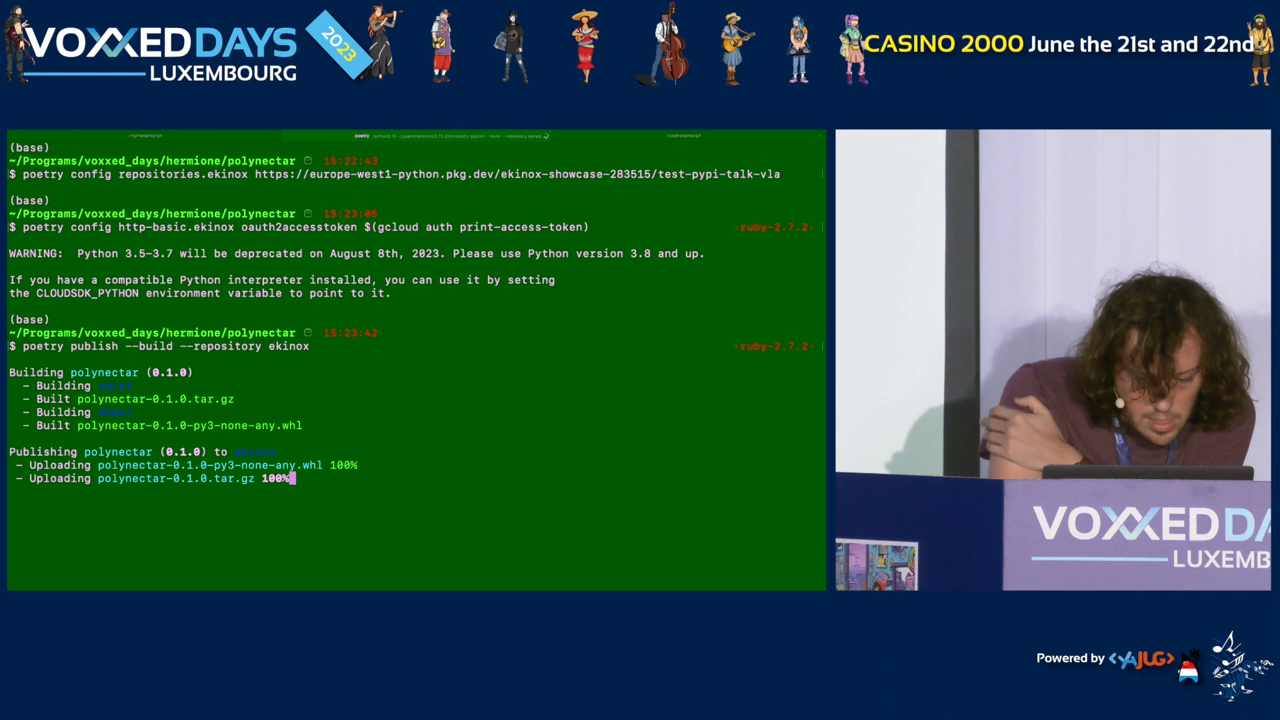 VOXXED DAYS
LUXEMBOURG
2023
CASINO 2000 June the 21st and 22nd
(base)
~/Programs/voxxed_days/hermione/polynectar 15:22:43
$ poetry config repositories.ekinox https://europe-west1-python.pkg.dev/ekinox-showcase-283515/test-pypi-talk-vla
(base)
~/Programs/voxxed_days/hermione/polynectar 15:23:05
$ poetry config http-basic.ekinox oauth2accesstoken $(gcloud auth print-access-token) ‹ruby-2.7.2›
WARNING:  Python 3.5-3.7 will be deprecated on August 8th, 2023. Please use Python version 3.8 and up.
If you have a compatible Python interpreter installed, you can use it by setting
the CLOUDSDK_PYTHON environment variable to point to it.
(base)
~/Programs/voxxed_days/hermione/polynectar 15:23:42
$ poetry publish --build --repository ekinox ‹ruby-2.7.2›
Building polynectar (0.1.0)
- Building sdist
- Built polynectar-0.1.0.tar.gz
- Building wheel
- Built polynectar-0.1.0-py3-none-any.whl
Publishing polynectar (0.1.0) to ekinox
- Uploading polynectar-0.1.0-py3-none-any.whl 100%
- Uploading polynectar-0.1.0.tar.gz 100%
VOXXED DA
LUXEMB
Powered by <YAJUG>